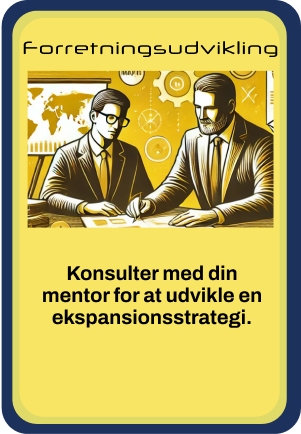 Forretningsudvikling
Konsulter med din
mentor for at udvikle en
ekspansionsstrategi.